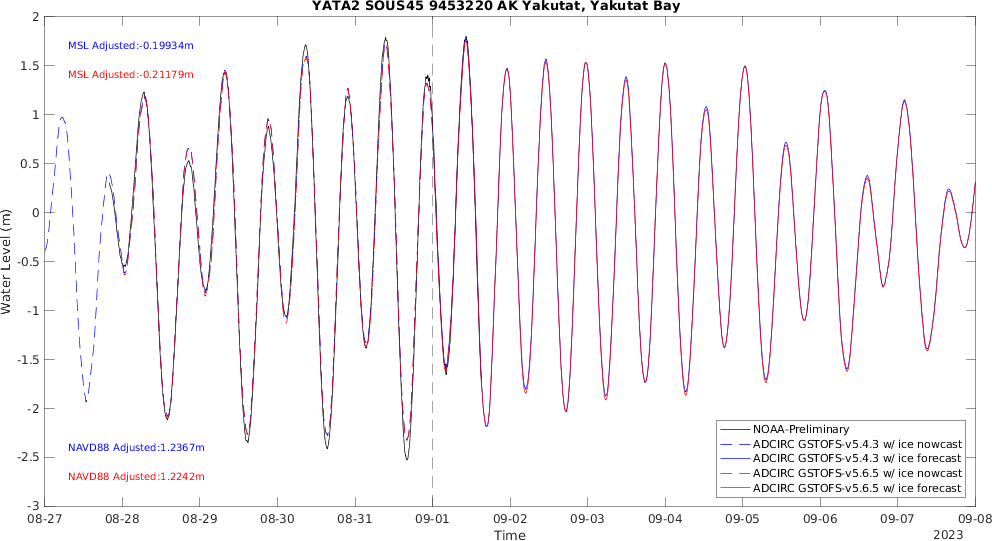 YATA2 SOUS45 9453220 AK Yakutat, Yakutat Bay
2
1.5
1
0.5
0
-0.5
-1
-1.5
-2
-2.5
-3
Water Level (m)
MSL Adjusted:-0.19934m
MSL Adjusted:-0.21179m
NAVD88 Adjusted:1.2367m
NAVD88 Adjusted:1.2242m
NOAA-Preliminary
ADCIRC GSTOFS-v5.4.3 w/ ice nowcast
ADCIRC GSTOFS-v5.4.3 w/ ice forecast
ADCIRC GSTOFS-v5.6.5 w/ ice nowcast
ADCIRC GSTOFS-v5.6.5 w/ ice forecast
08-27 08-28 08-29 08-30 08-31 09-01 09-02 09-03 09-04 09-05 09-06 09-07 09-08
Time
2023